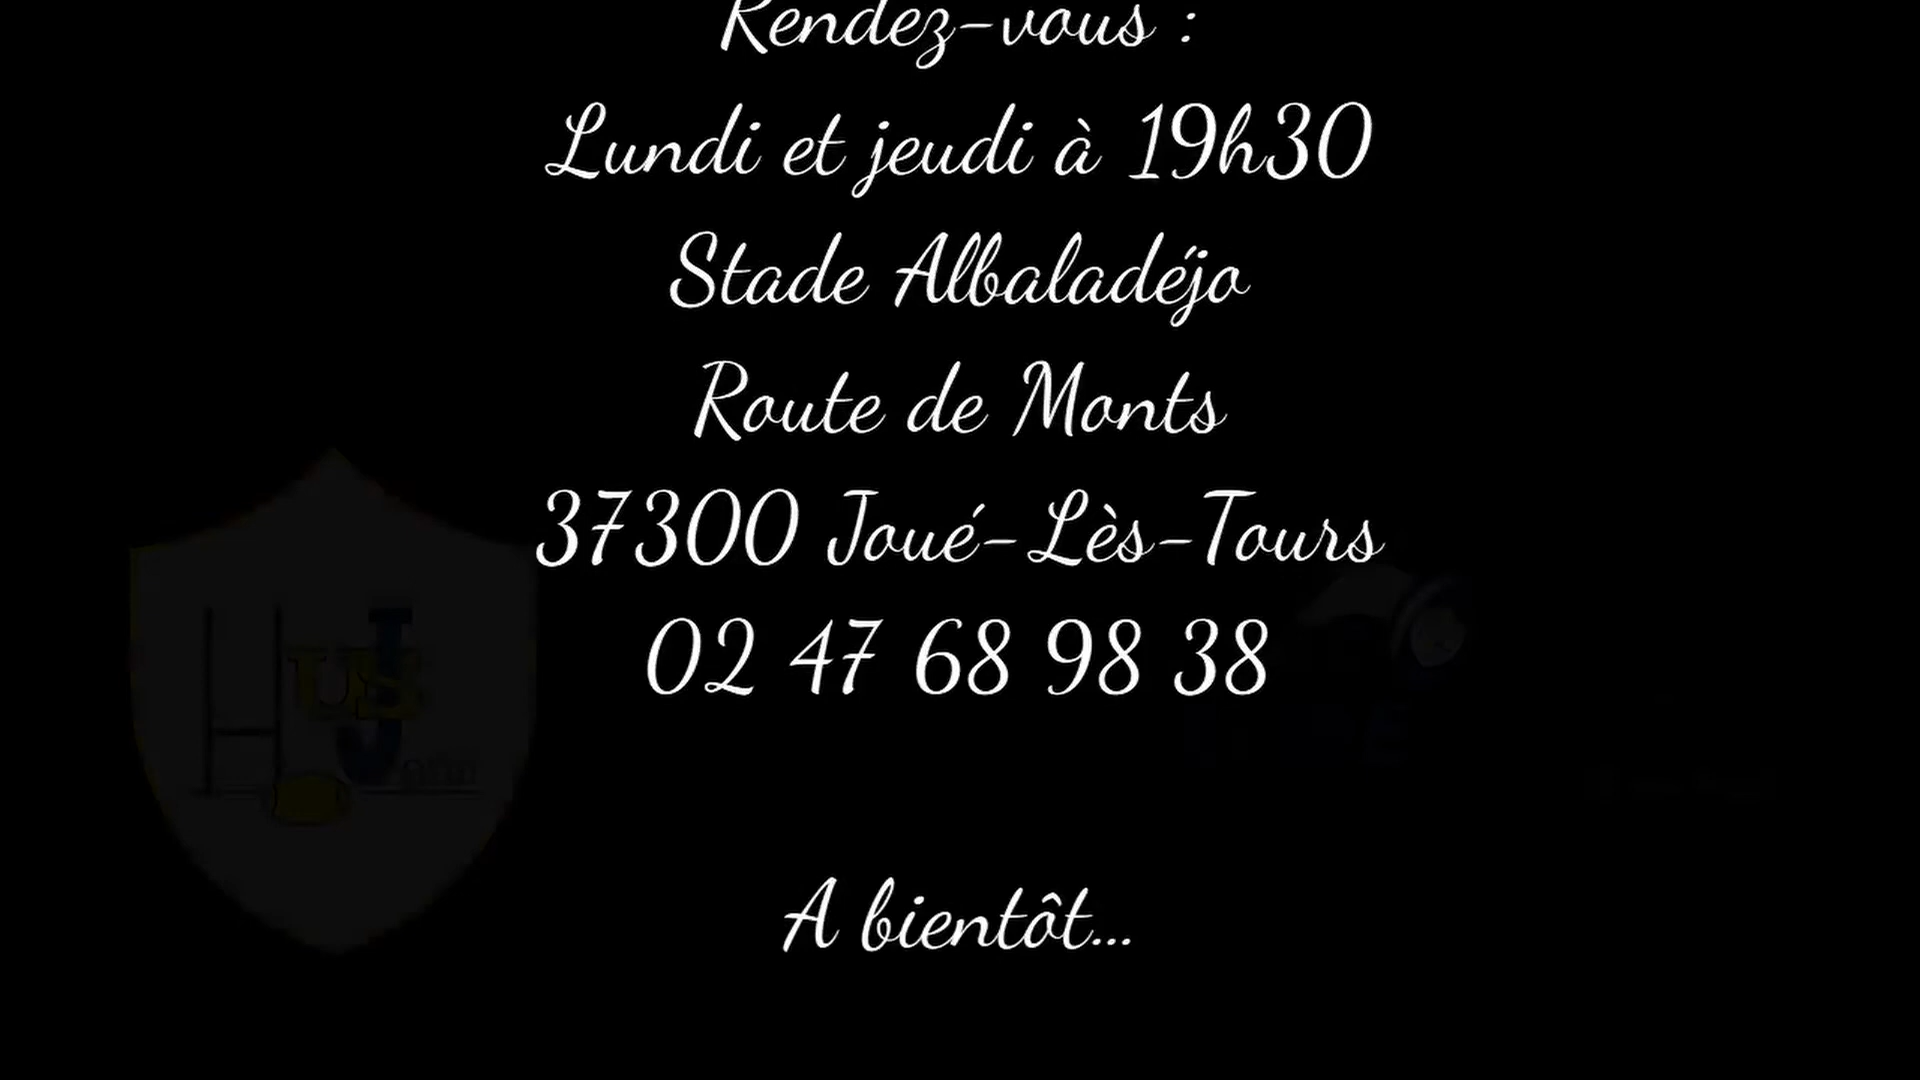 Rendez-vous :
Lundi et jeudi à 19h30
Stade Albaladéjo
Route de Monts
37300 Joué-Lès-Tours
02 47 68 98 38
US
A bientôt...